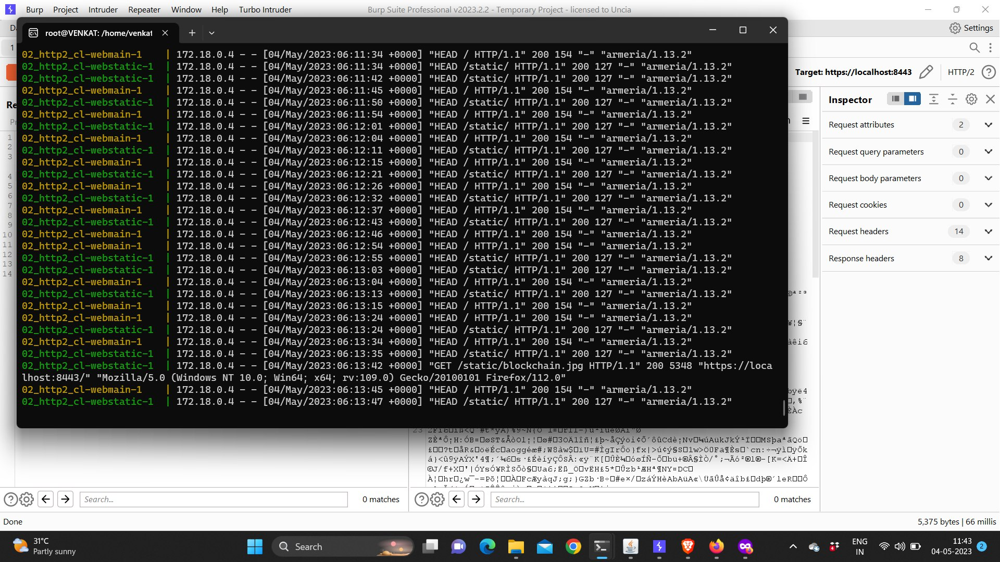 Burp Project Intruder Repeater Window Help Turbo Intruder Burp Suite Professional v2023.2.2 - Temporary Project - licensed to Uncia
root@VENKAT: /home/venkat
Settings
1
02_http2_cl-webmain-1 | 172.18.0.4 - - [04/May/2023:06:11:34 +0000] "HEAD / HTTP/1.1" 200 154 "-" "armeria/1.13.2"
02_http2_cl-webstatic-1 | 172.18.0.4 - - [04/May/2023:06:11:34 +0000] "HEAD /static/ HTTP/1.1" 200 127 "-" "armeria/1.13.2"
02_http2_cl-webstatic-1 | 172.18.0.4 - - [04/May/2023:06:11:42 +0000] "HEAD /static/ HTTP/1.1" 200 127 "-" "armeria/1.13.2"
02_http2_cl-webmain-1 | 172.18.0.4 - - [04/May/2023:06:11:45 +0000] "HEAD / HTTP/1.1" 200 154 "-" "armeria/1.13.2"
02_http2_cl-webstatic-1 | 172.18.0.4 - - [04/May/2023:06:11:50 +0000] "HEAD /static/ HTTP/1.1" 200 127 "-" "armeria/1.13.2"
02_http2_cl-webmain-1 | 172.18.0.4 - - [04/May/2023:06:11:54 +0000] "HEAD / HTTP/1.1" 200 154 "-" "armeria/1.13.2"
02_http2_cl-webstatic-1 | 172.18.0.4 - - [04/May/2023:06:12:01 +0000] "HEAD /static/ HTTP/1.1" 200 127 "-" "armeria/1.13.2"
02_http2_cl-webmain-1 | 172.18.0.4 - - [04/May/2023:06:12:04 +0000] "HEAD / HTTP/1.1" 200 154 "-" "armeria/1.13.2"
02_http2_cl-webstatic-1 | 172.18.0.4 - - [04/May/2023:06:12:11 +0000] "HEAD /static/ HTTP/1.1" 200 127 "-" "armeria/1.13.2"
02_http2_cl-webmain-1 | 172.18.0.4 - - [04/May/2023:06:12:15 +0000] "HEAD / HTTP/1.1" 200 154 "-" "armeria/1.13.2"
02_http2_cl-webstatic-1 | 172.18.0.4 - - [04/May/2023:06:12:21 +0000] "HEAD /static/ HTTP/1.1" 200 127 "-" "armeria/1.13.2"
02_http2_cl-webmain-1 | 172.18.0.4 - - [04/May/2023:06:12:26 +0000] "HEAD / HTTP/1.1" 200 154 "-" "armeria/1.13.2"
02_http2_cl-webstatic-1 | 172.18.0.4 - - [04/May/2023:06:12:32 +0000] "HEAD /static/ HTTP/1.1" 200 127 "-" "armeria/1.13.2"
02_http2_cl-webmain-1 | 172.18.0.4 - - [04/May/2023:06:12:37 +0000] "HEAD / HTTP/1.1" 200 154 "-" "armeria/1.13.2"
02_http2_cl-webstatic-1 | 172.18.0.4 - - [04/May/2023:06:12:43 +0000] "HEAD /static/ HTTP/1.1" 200 127 "-" "armeria/1.13.2"
02_http2_cl-webmain-1 | 172.18.0.4 - - [04/May/2023:06:12:46 +0000] "HEAD / HTTP/1.1" 200 154 "-" "armeria/1.13.2"
02_http2_cl-webmain-1 | 172.18.0.4 - - [04/May/2023:06:12:54 +0000] "HEAD / HTTP/1.1" 200 154 "-" "armeria/1.13.2"
02_http2_cl-webstatic-1 | 172.18.0.4 - - [04/May/2023:06:12:55 +0000] "HEAD /static/ HTTP/1.1" 200 127 "-" "armeria/1.13.2"
02_http2_cl-webstatic-1 | 172.18.0.4 - - [04/May/2023:06:13:03 +0000] "HEAD /static/ HTTP/1.1" 200 127 "-" "armeria/1.13.2"
02_http2_cl-webmain-1 | 172.18.0.4 - - [04/May/2023:06:13:04 +0000] "HEAD / HTTP/1.1" 200 154 "-" "armeria/1.13.2"
02_http2_cl-webstatic-1 | 172.18.0.4 - - [04/May/2023:06:13:13 +0000] "HEAD /static/ HTTP/1.1" 200 127 "-" "armeria/1.13.2"
02_http2_cl-webmain-1 | 172.18.0.4 - - [04/May/2023:06:13:15 +0000] "HEAD / HTTP/1.1" 200 154 "-" "armeria/1.13.2"
02_http2_cl-webmain-1 | 172.18.0.4 - - [04/May/2023:06:13:24 +0000] "HEAD / HTTP/1.1" 200 154 "-" "armeria/1.13.2"
02_http2_cl-webstatic-1 | 172.18.0.4 - - [04/May/2023:06:13:24 +0000] "HEAD /static/ HTTP/1.1" 200 127 "-" "armeria/1.13.2"
02_http2_cl-webmain-1 | 172.18.0.4 - - [04/May/2023:06:13:34 +0000] "HEAD / HTTP/1.1" 200 154 "-" "armeria/1.13.2"
02_http2_cl-webstatic-1 | 172.18.0.4 - - [04/May/2023:06:13:35 +0000] "HEAD /static/ HTTP/1.1" 200 127 "-" "armeria/1.13.2"
02_http2_cl-webstatic-1 | 172.18.0.4 - - [04/May/2023:06:13:42 +0000] "GET /static/blockchain.jpg HTTP/1.1" 200 5348 "https://loca
lhost:8443/" "Mozilla/5.0 (Windows NT 10.0; Win64; x64; rv:109.0) Gecko/20100101 Firefox/112.0"
02_http2_cl-webmain-1 | 172.18.0.4 - - [04/May/2023:06:13:45 +0000] "HEAD / HTTP/1.1" 200 154 "-" "armeria/1.13.2"
02_http2_cl-webstatic-1 | 172.18.0.4 - - [04/May/2023:06:13:47 +0000] "HEAD /static/ HTTP/1.1" 200 127 "-" "armeria/1.13.2"
Target: https://localhost:8443 HTTP/2
Re
1
2
3
4
5
6
7
8
9
10
11
12
13
14
Inspector
Request attributes 2
Request query parameters 0
Request body parameters 0
Request cookies 0
Request headers 14
Response headers 8
Search... 0 matches
Search... 0 matches
Done 5,375 bytes | 66 millis
31°C
Partly sunny
Search
ENG
IN
11:43
04-05-2023
2